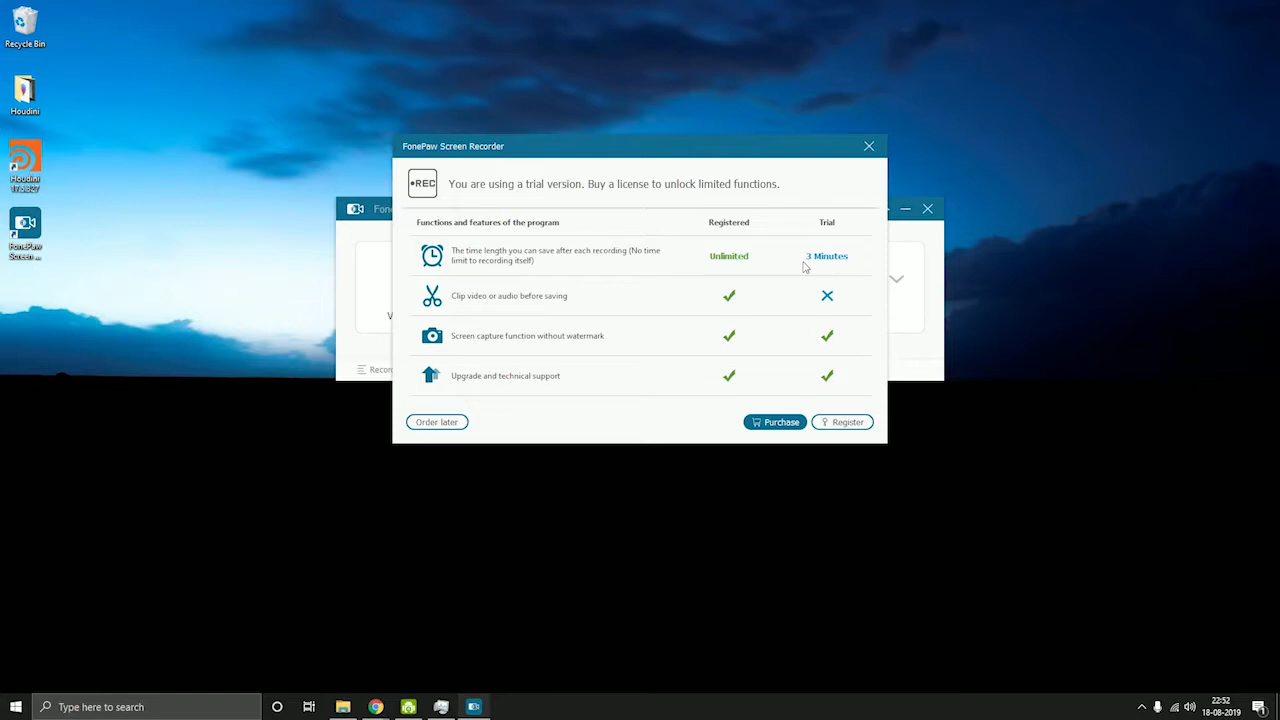 Recycle Bin
Houdini
Houdini
17.6.327
FonePaw
Screen ...
FonePaw Screen Recorder
•REC
You are using a trial version. Buy a license to unlock limited functions.
Functions and features of the program
Registered
Trial
The time length you can save after each recording (No time
limit to recording itself)
Unlimited
3 Minutes
Clip video or audio before saving
Screen capture function without watermark
Upgrade and technical support
Order later
Purchase
Register
Fon
V
Recor
Type here to search
22:52
18-08-2019
1